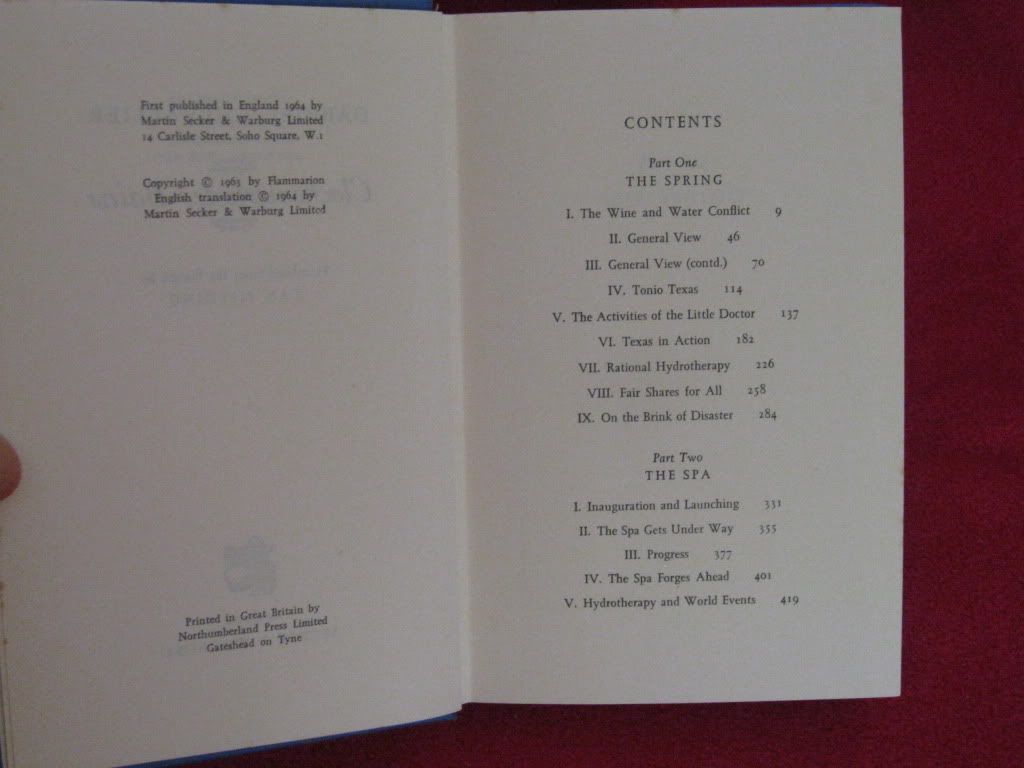 First published in England 1964 by
Martin Secker & Warburg Limited
14 Carlisle Street, Soho Square, W.1
Copyright © 1963 by Flammarion
English translation © 1964 by
Martin Secker & Warburg Limited
Printed in Great Britain by
Northumberland Press Limited
Gateshead on Tyne
CONTENTS
Part One
THE SPRING
I. The Wine and Water Conflict 9
II. General View 46
III. General View (contd.) 70
IV. Tonio Texas 114
V. The Activities of the Little Doctor 137
VI. Texas in Action 182
VII. Rational Hydrotherapy 226
VIII. Fair Shares for All 258
IX. On the Brink of Disaster 284
Part Two
THE SPA
I. Inauguration and Launching 331
II. The Spa Gets Under Way 355
III. Progress 377
IV. The Spa Forges Ahead 401
V. Hydrotherapy and World Events 419